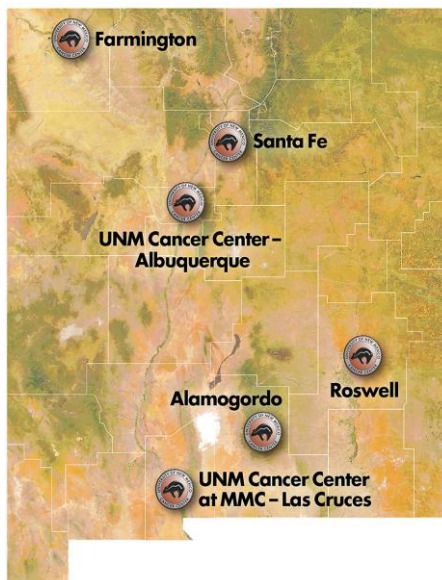 Farmington
Santa Fe
UNM Cancer Center –
Albuquerque
Roswell
Alamogordo
UNM Cancer Center
at MMC – Las Cruces